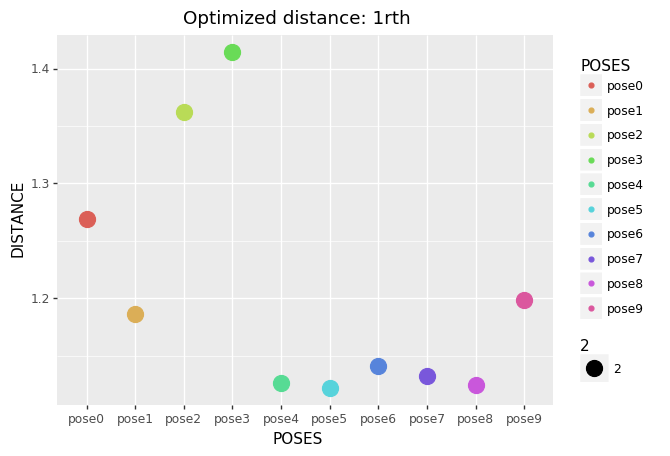 Optimized distance: 1rth
DISTANCE
1.4
1.3
1.2
pose0 pose1 pose2 pose3 pose4 pose5 pose6 pose7 pose8 pose9
POSES
POSES
pose0
pose1
pose2
pose3
pose4
pose5
pose6
pose7
pose8
pose9
2
2